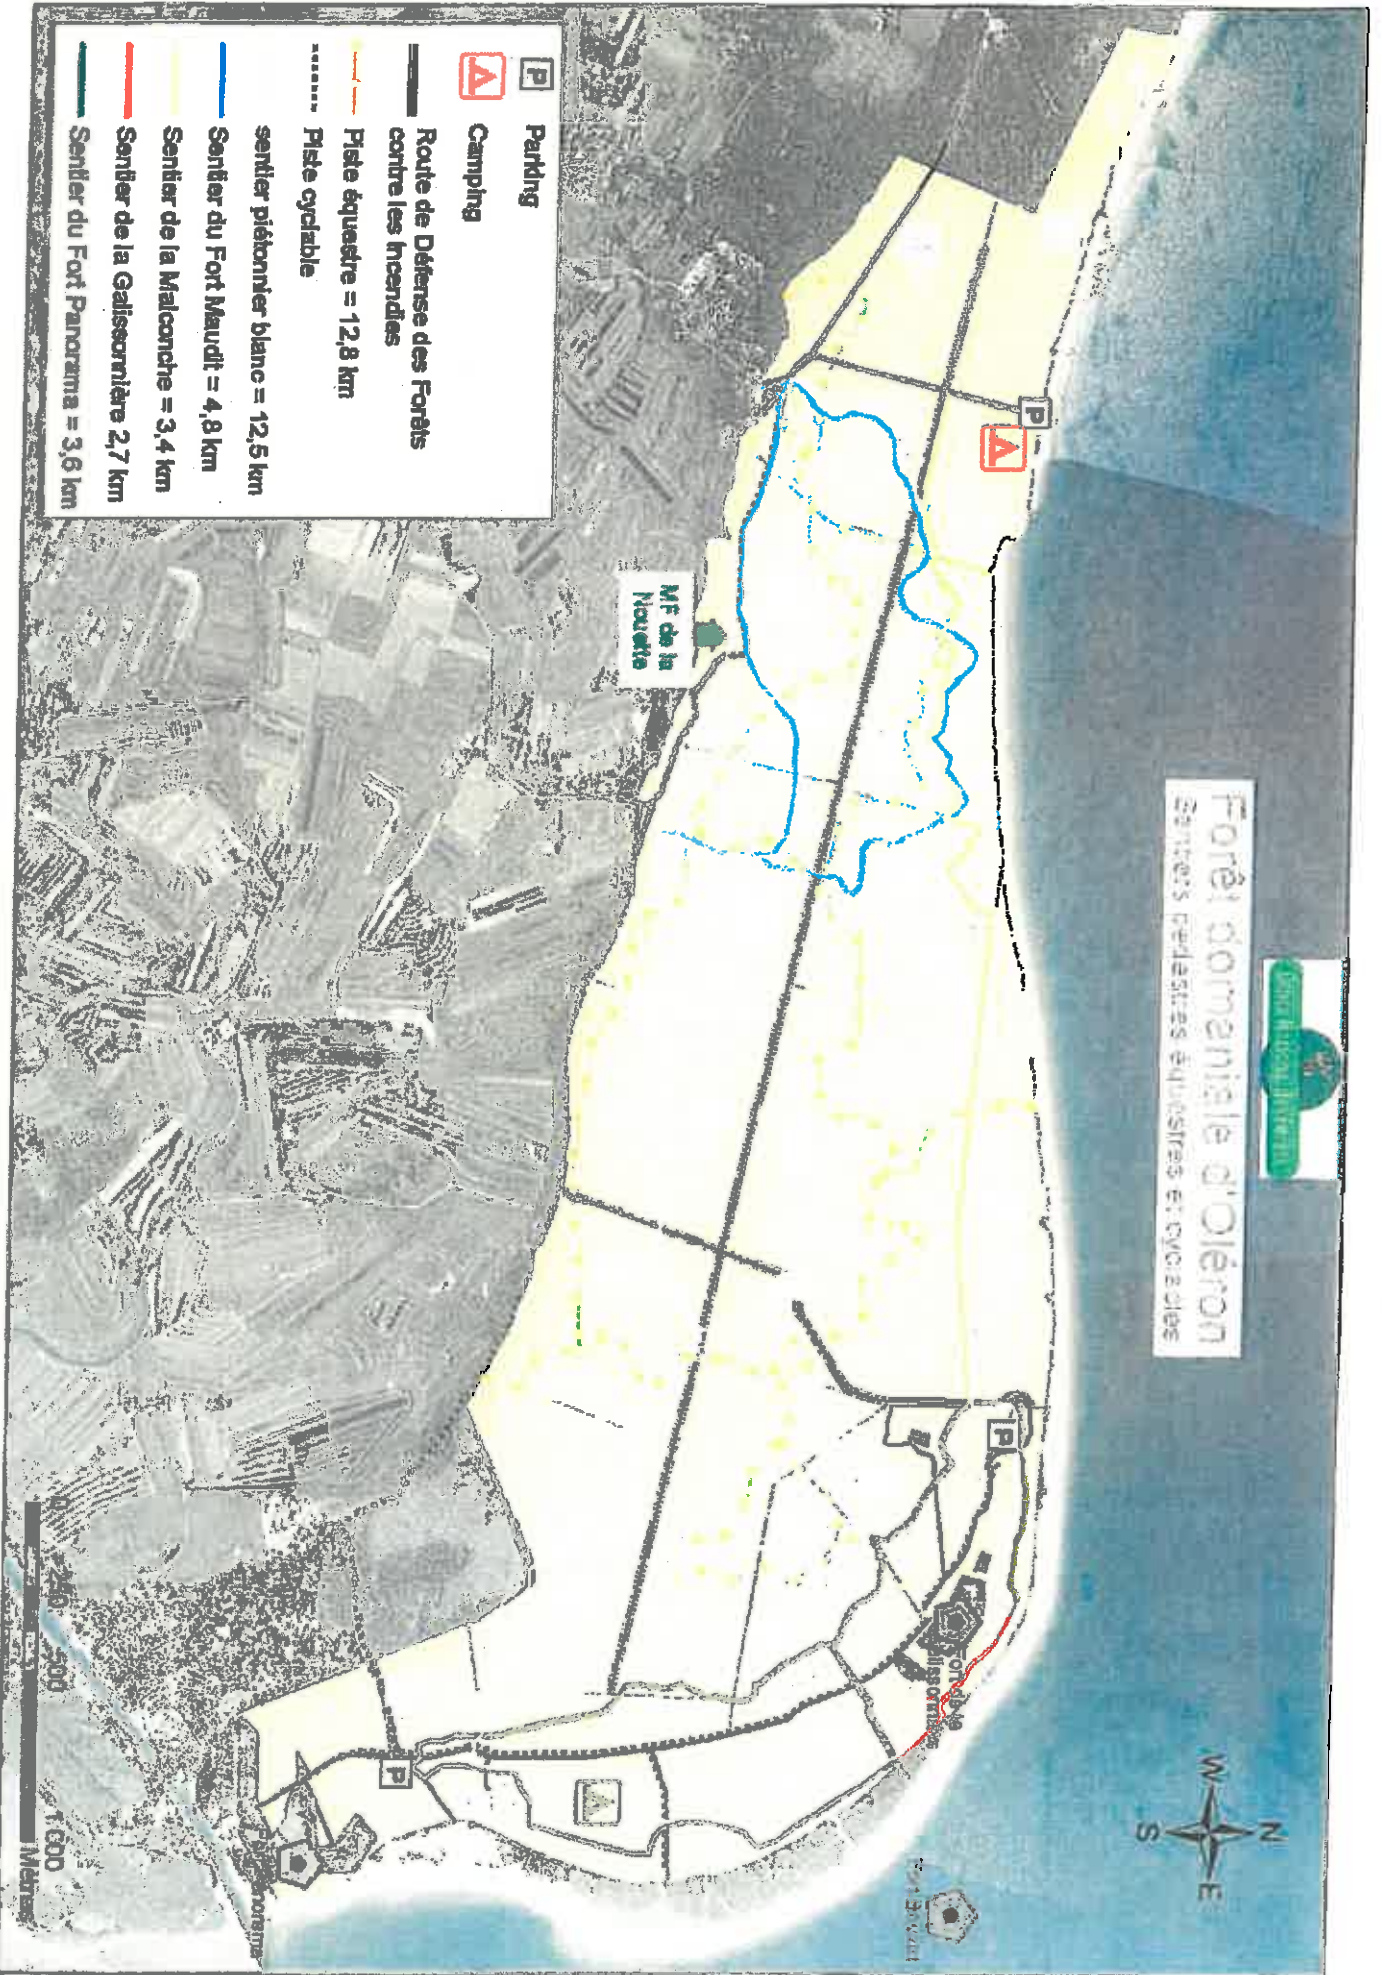 Forêt domaniale d'Oléron
Sentiers pédestres équestres et cyclables
N
W
E
S
P
P
P
MF de la
Nouette
Fort de la
P Parking
Camping
Route de Défense des Forêts
contre les Incendies
Piste équestre = 12,8 km
Piste cyclable
sentier piétonnier blanc = 12,5 km
Sentier du Fort Maudit = 4,8 km
Sentier de la Malconche = 3,4 km
Sentier de la Galissonnière 2,7 km
Sentier du Fort Panorama = 3,6 km
0 250 500 1 000
Mètres